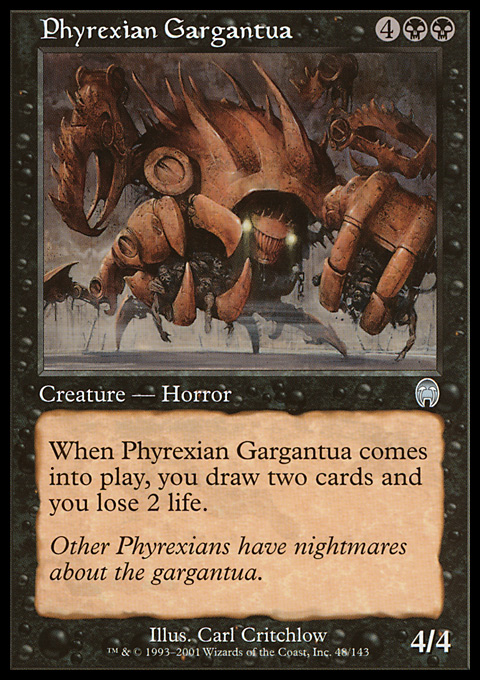 Phyrexian Gargantua 4
Creature — Horror
When Phyrexian Gargantua comes
into play, you draw two cards and
you lose 2 life.
Other Phyrexians have nightmares
about the gargantua.
Illus. Carl Critchlow
™ & © 1993–2001 Wizards of the Coast, Inc. 48/143
4/4